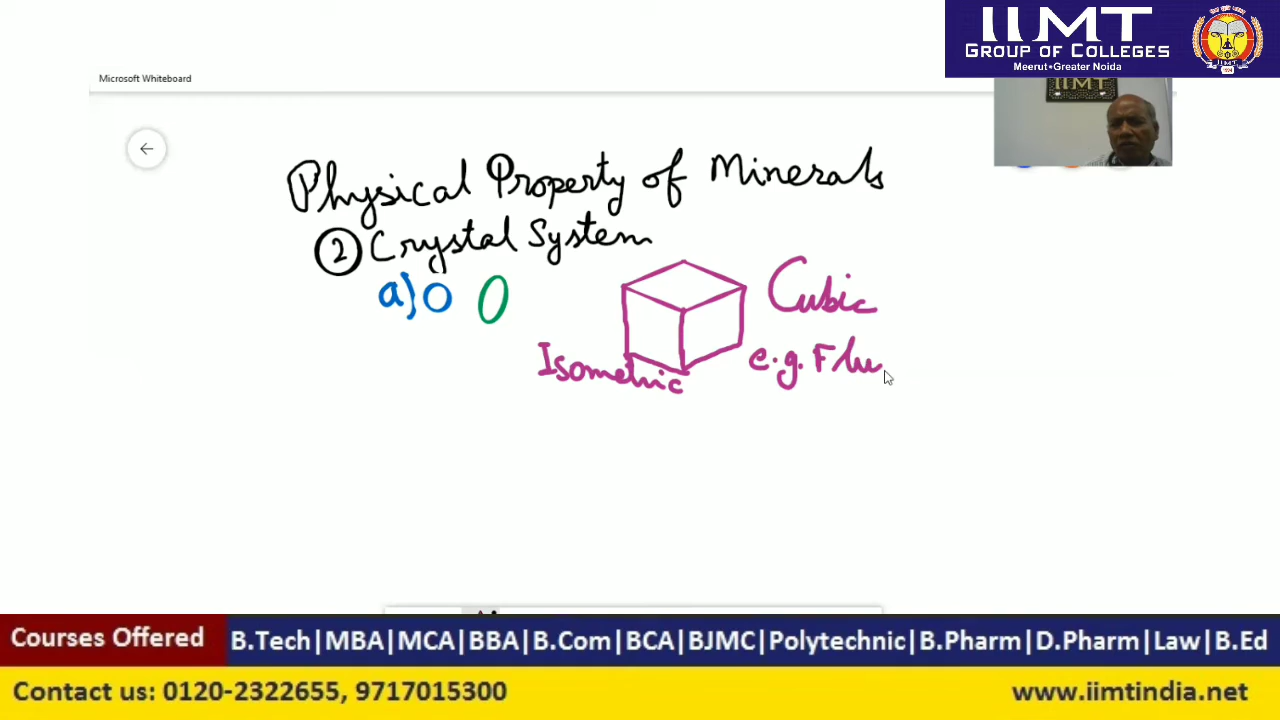 IIMT
GROUP OF COLLEGES
Meerut•Greater Noida
IIMT
Microsoft Whiteboard
IIMT
Physical Property of Minerals
2 Crystal System
a) O O
Cubic
Isometric
e.g. Flu
Courses Offered
B.Tech|MBA|MCA|BBA|B.Com|BCA|BJMC|Polytechnic|B.Pharm|D.Pharm|Law|B.Ed
Contact us: 0120-2322655, 9717015300
www.iimtindia.net